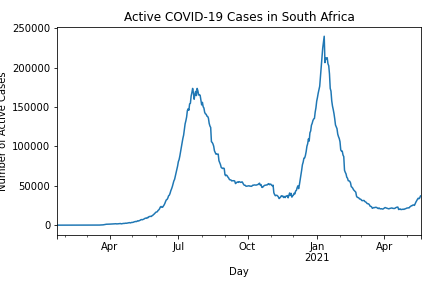 Active COVID-19 Cases in South Africa
Number of Active Cases
250000
200000
150000
100000
50000
0
Apr
Jul
Oct
Jan
2021
Apr
Day